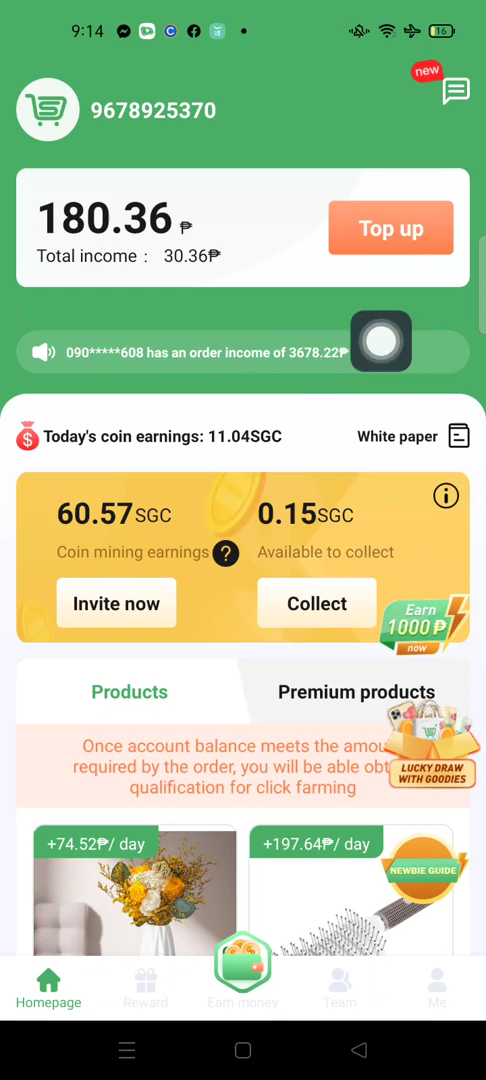 9:14
16
new
9678925370
180.36 ₱
Total income : 30.36₱
Top up
090*****608 has an order income of 3678.22₱
Today's coin earnings: 11.04SGC
White paper
60.57SGC
0.15SGC
Coin mining earnings ?
Available to collect
Invite now
Collect
Earn
1000 ₱
now
Products
Premium products
Once account balance meets the amou
required by the order, you will be able obt
qualification for click farming
LUCKY DRAW
WITH GOODIES
+74.52₱/ day
+197.64₱/ day
NEWBIE GUIDE
Homepage
Reward
Earn money
Team
Me